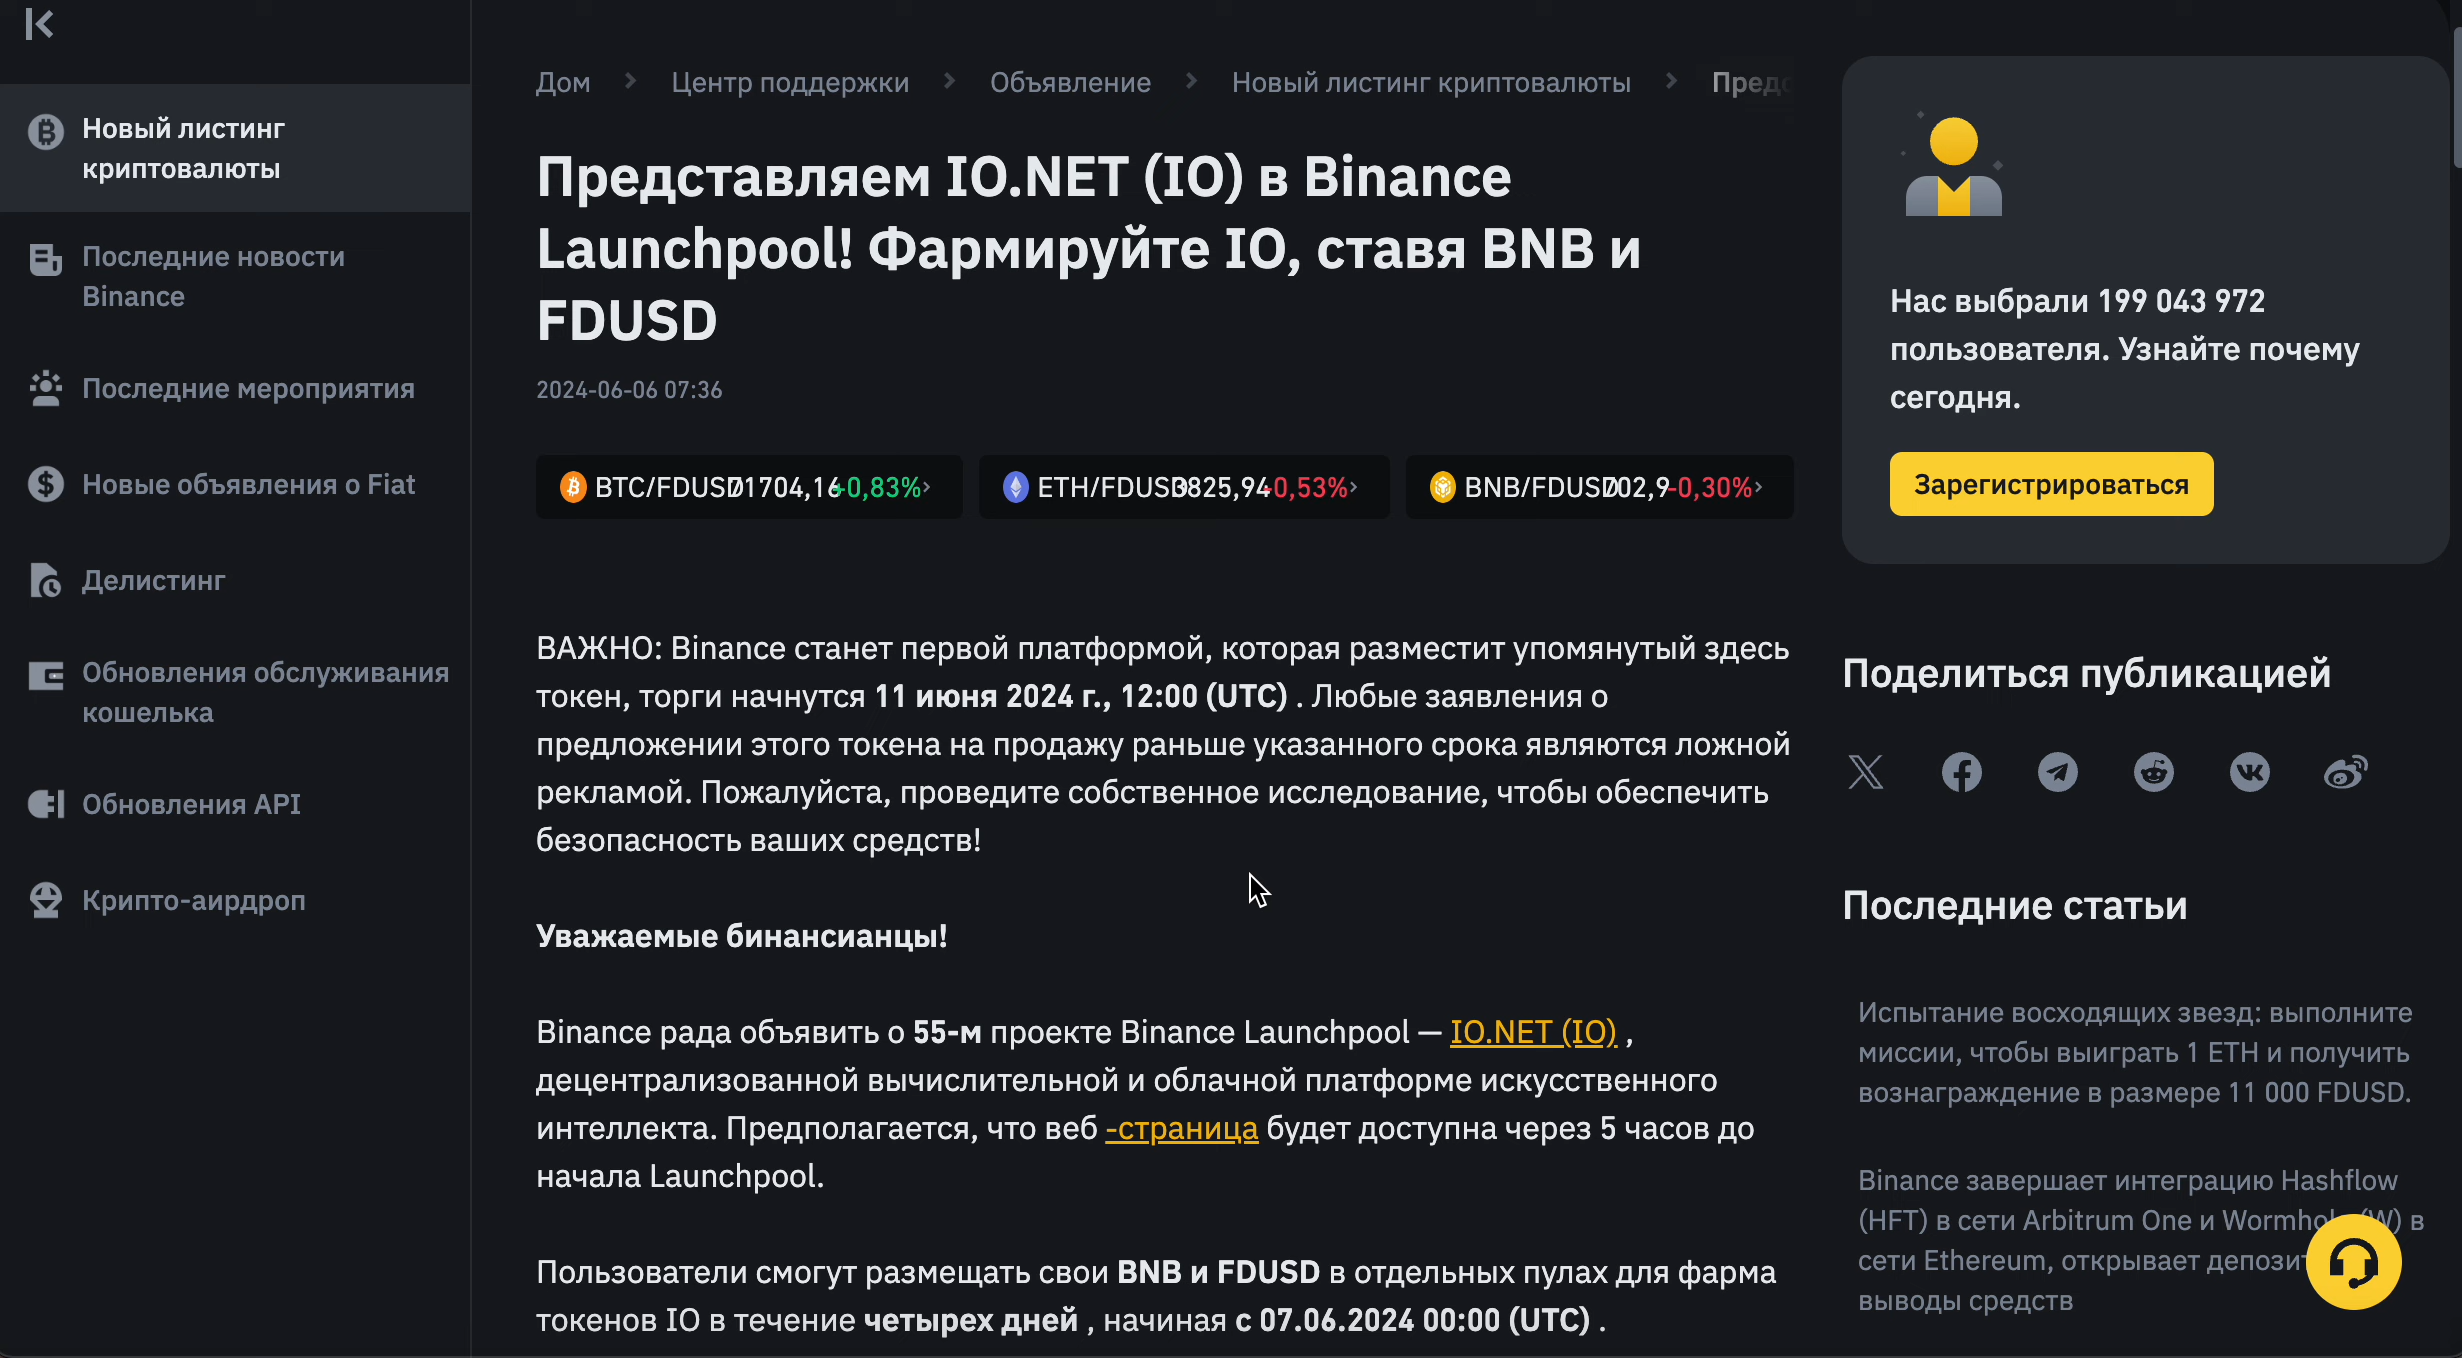 Новый листинг
криптовалюты
Последние новости
Binance
Последние мероприятия
Новые объявления о Fiat
Делистинг
Обновления обслуживания
кошелька
Обновления API
Крипто-аирдроп
Дом > Центр поддержки > Объявление > Новый листинг криптовалюты >
Представляем IO.NET (IO) в Binance
Launchpool! Фармируйте IO, ставя BNB и
FDUSD
2024-06-06 07:36
BTC/FDUSD 71704,14 +0,83% ETH/FDUSD 3825,94 -0,53% BNB/FDUSD 702,9 -0,30%
ВАЖНО: Binance станет первой платформой, которая разместит упомянутый здесь
токен, торги начнутся 11 июня 2024 г., 12:00 (UTC) . Любые заявления о
предложении этого токена на продажу раньше указанного срока являются ложной
рекламой. Пожалуйста, проведите собственное исследование, чтобы обеспечить
безопасность ваших средств!
Уважаемые бинансианцы!
Binance рада объявить о 55-м проекте Binance Launchpool — IO.NET (IO) ,
децентрализованной вычислительной и облачной платформе искусственного
интеллекта. Предполагается, что веб -страница будет доступна через 5 часов до
начала Launchpool.
Пользователи смогут размещать свои BNB и FDUSD в отдельных пулах для фарма
токенов IO в течение четырех дней , начиная с 07.06.2024 00:00 (UTC) .
Нас выбрали 199 043 972
пользователя. Узнайте почему
сегодня.
Зарегистрироваться
Поделиться публикацией
Последние статьи
Испытание восходящих звезд: выполните
миссии, чтобы выиграть 1 ETH и получить
вознаграждение в размере 11 000 FDUSD.
Binance завершает интеграцию Hashflow
(HFT) в сети Arbitrum One и Wormhole (W) в
сети Ethereum, открывает
выводы средств